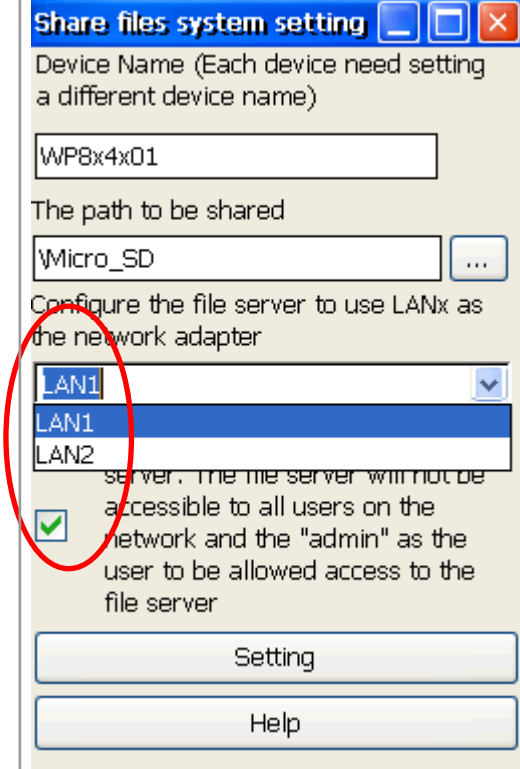 Share files system setting
Device Name (Each device need setting
a different device name)
WP8x4x01
The path to be shared
\Micro_SD
...
Configure the file server to use LANx as
the network adapter
LAN1
LAN1
LAN2
server. The file server will not be
accessible to all users on the
network and the "admin" as the
user to be allowed access to the
file server
Setting
Help